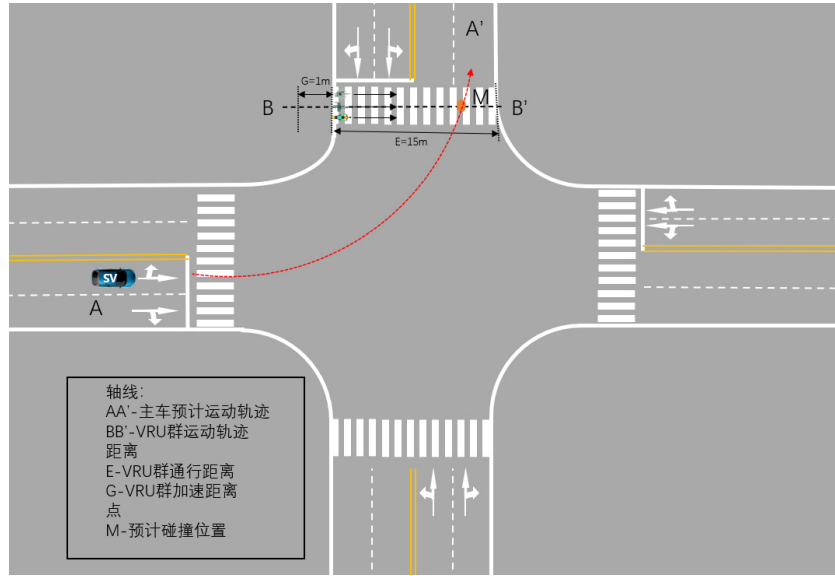 A'
G=1m
B
M
B'
E=15m
SV
A
轴线：
AA'-主车预计运动轨迹
BB'-VRU群运动轨迹
距离
E-VRU群通行距离
G-VRU群加速距离
点
M-预计碰撞位置